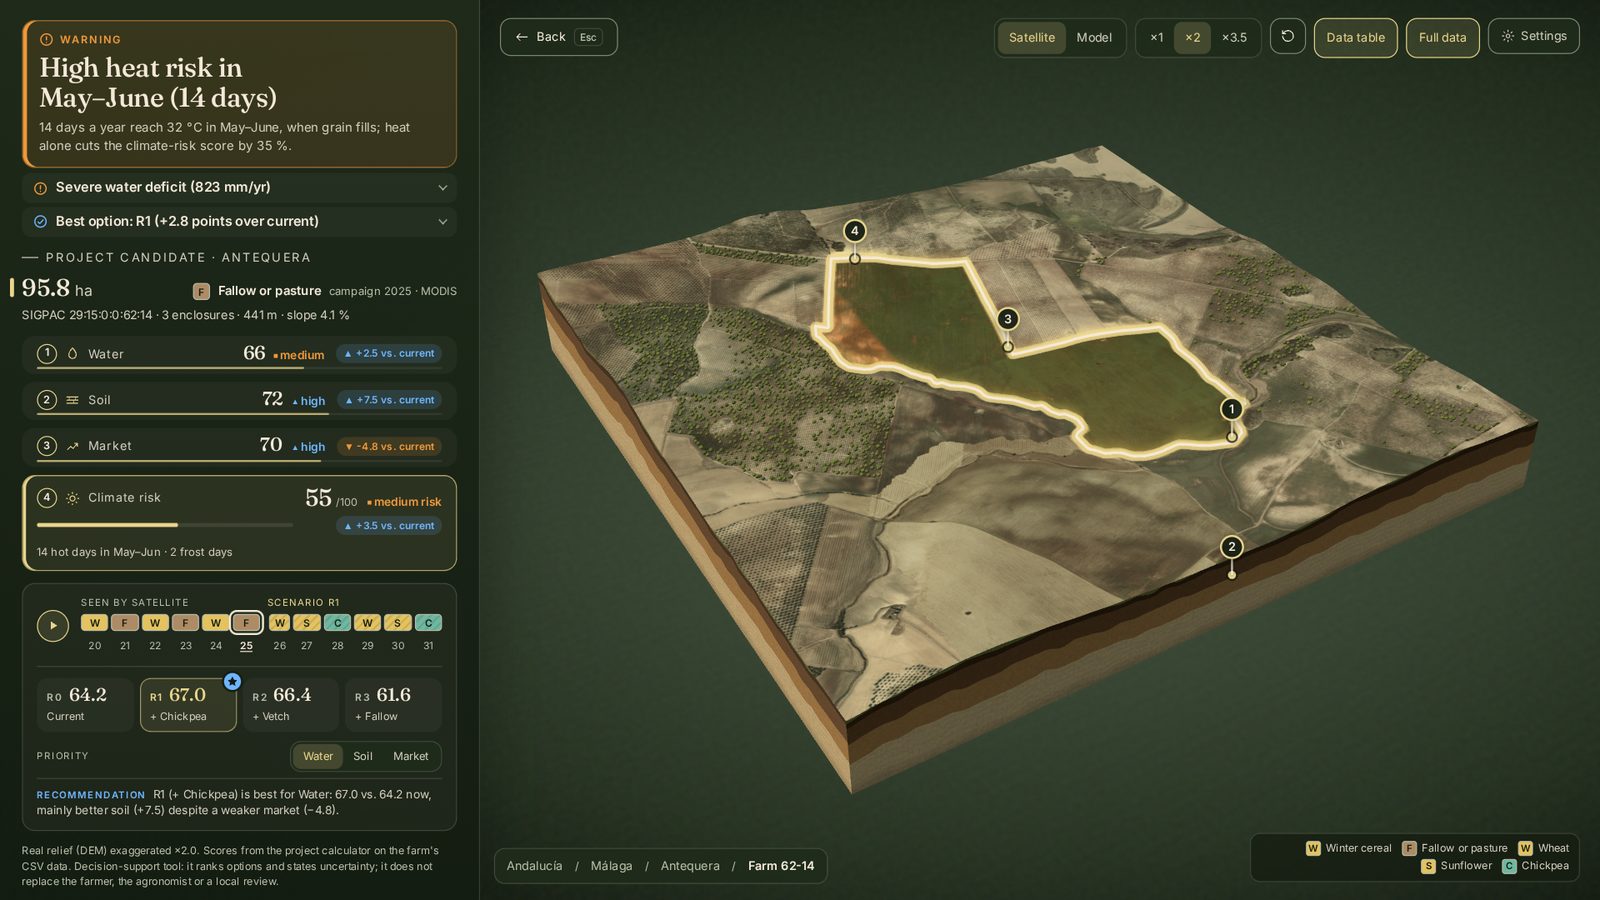 WARNING
High heat risk in
May–June (14 days)
14 days a year reach 32 °C in May–June, when grain fills; heat
alone cuts the climate-risk score by 35 %.
Severe water deficit (823 mm/yr)
Best option: R1 (+2.8 points over current)
PROJECT CANDIDATE · ANTEQUERA
95.8 ha
F Fallow or pasture campaign 2025 · MODIS
SIGPAC 29:15:0:0:62:14 · 3 enclosures · 441 m · slope 4.1 %
1 Water 66 ▪ medium ▲ +2.5 vs. current
2 Soil 72 ▲ high ▲ +7.5 vs. current
3 Market 70 ▲ high ▼ -4.8 vs. current
4 Climate risk 55 /100 ▪ medium risk
▲ +3.5 vs. current
14 hot days in May–Jun · 2 frost days
SEEN BY SATELLITE SCENARIO R1
W F W F W F W S C W S C
20 21 22 23 24 25 26 27 28 29 30 31
R0 64.2 R1 67.0 R2 66.4 R3 61.6
Current + Chickpea + Vetch + Fallow
PRIORITY Water Soil Market
RECOMMENDATION R1 (+ Chickpea) is best for Water: 67.0 vs. 64.2 now,
mainly better soil (+7.5) despite a weaker market (−4.8).
Real relief (DEM) exaggerated ×2.0. Scores from the project calculator on the farm's
CSV data. Decision-support tool: it ranks options and states uncertainty; it does not
replace the farmer, the agronomist or a local review.
← Back Esc
Satellite Model ×1 ×2 ×3.5 Data table Full data Settings
4
3
1
2
Andalucía / Málaga / Antequera / Farm 62-14
W Winter cereal F Fallow or pasture W Wheat
S Sunflower C Chickpea